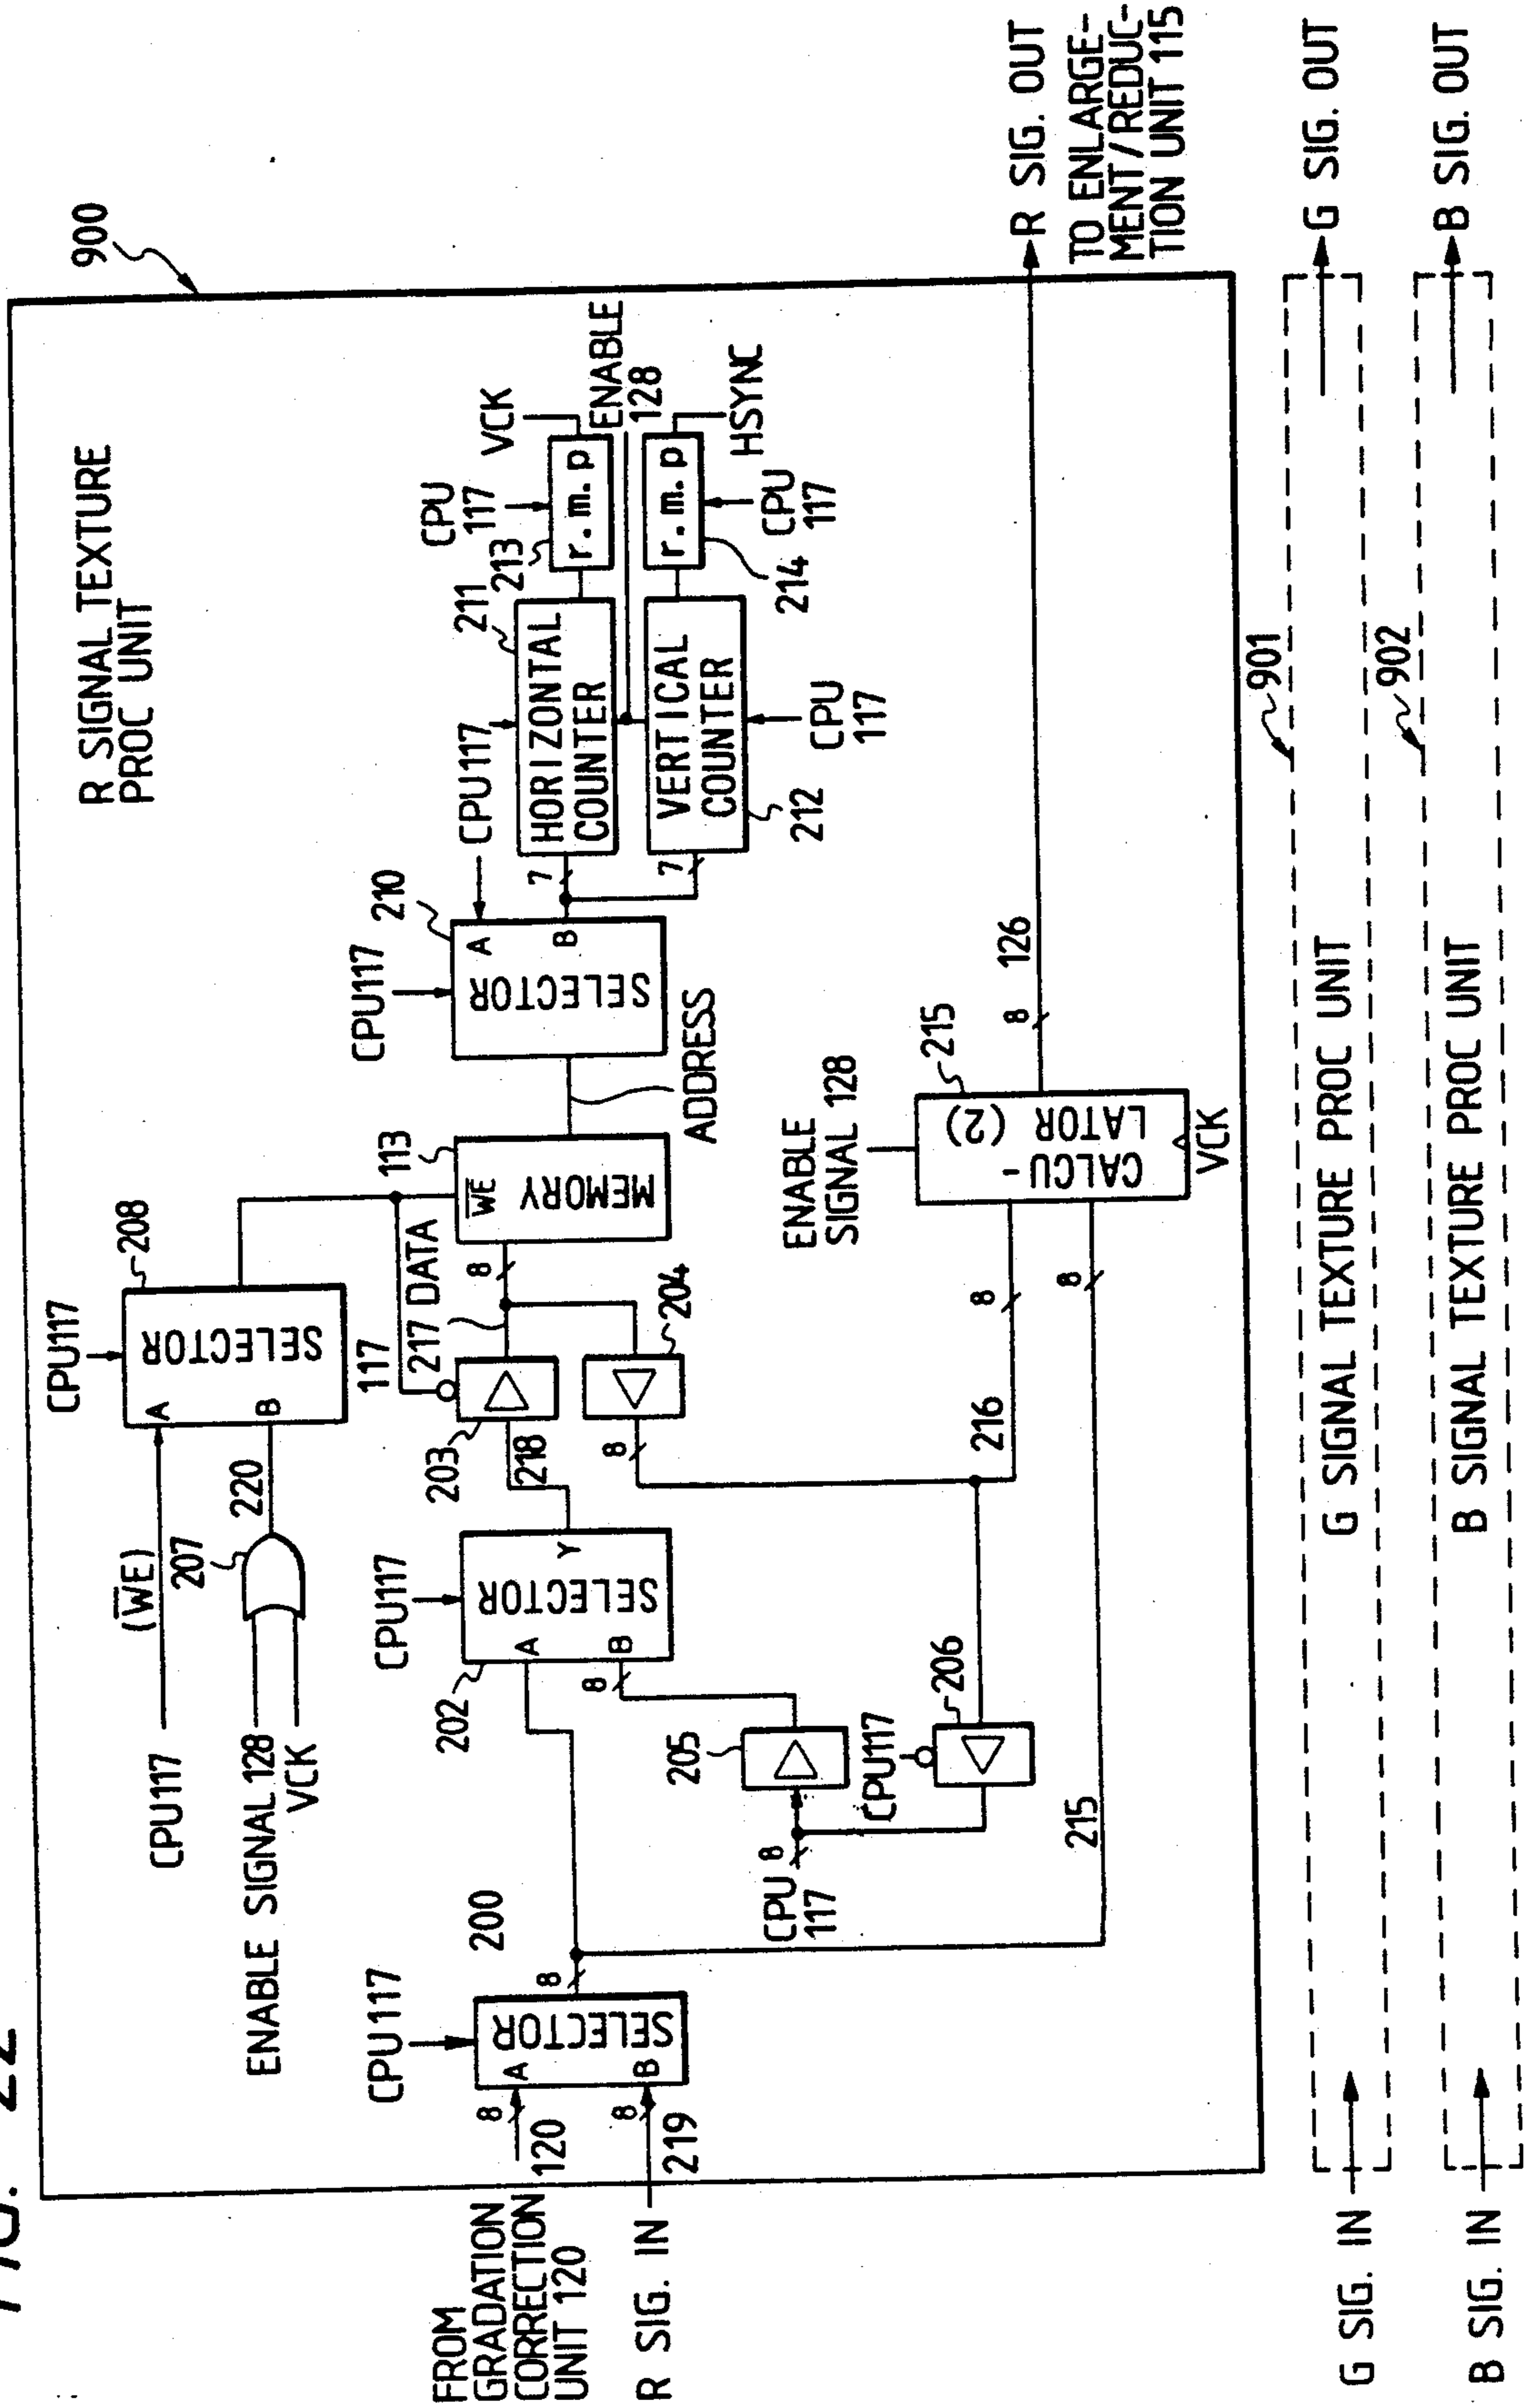 FIG. 22
900
R SIGNAL TEXTURE
PROC UNIT
CPU117
208
SELECTOR
A
B
(WE)
CPU117
207
220
ENABLE SIGNAL 128
VCK
FROM
GRADATION
CORRECTION
UNIT 120
R SIG. IN
8
120
8
219
CPU117
SELECTOR
A
B
8
200
CPU117
202
SELECTOR
A
B
Y
8
218
203
117
217 DATA
8
204
8
113
WE
MEMORY
ADDRESS
CPU117
210
SELECTOR
A
B
CPU117
7
7
211
HORIZONTAL
COUNTER
VERTICAL
COUNTER
212
CPU
117
CPU
117
213
r.m.p
VCK
ENABLE
128
r.m.p
HSYNC
CPU
117
214
205
CPU117
206
CPU
117
8
216
8
8
215
ENABLE
SIGNAL 128
215
CALCU-
LATOR (2)
VCK
8
126
R SIG. OUT
TO ENLARGE-
MENT/REDUC-
TION UNIT 115
901
G SIG. IN
G SIGNAL TEXTURE PROC UNIT
G SIG. OUT
902
B SIG. IN
B SIGNAL TEXTURE PROC UNIT
B SIG. OUT